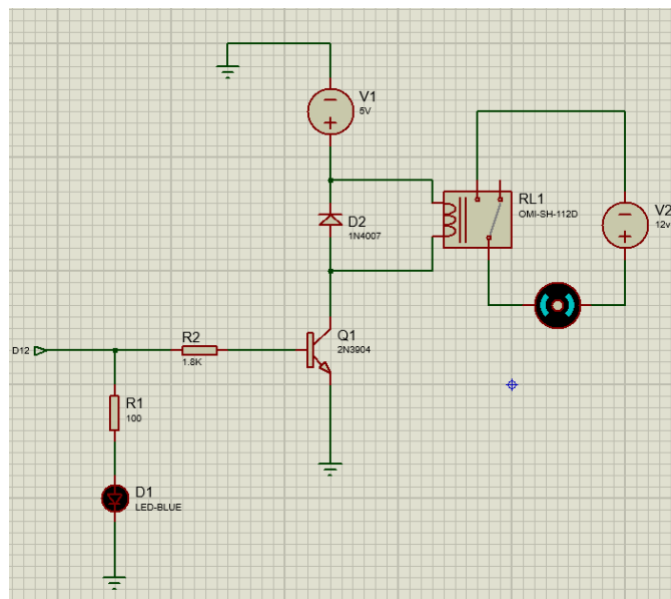 V1
5V
RL1
OMI-SH-112D
V2
12v
D2
1N4007
Q1
2N3904
D12
R2
1.8K
R1
100
D1
LED-BLUE